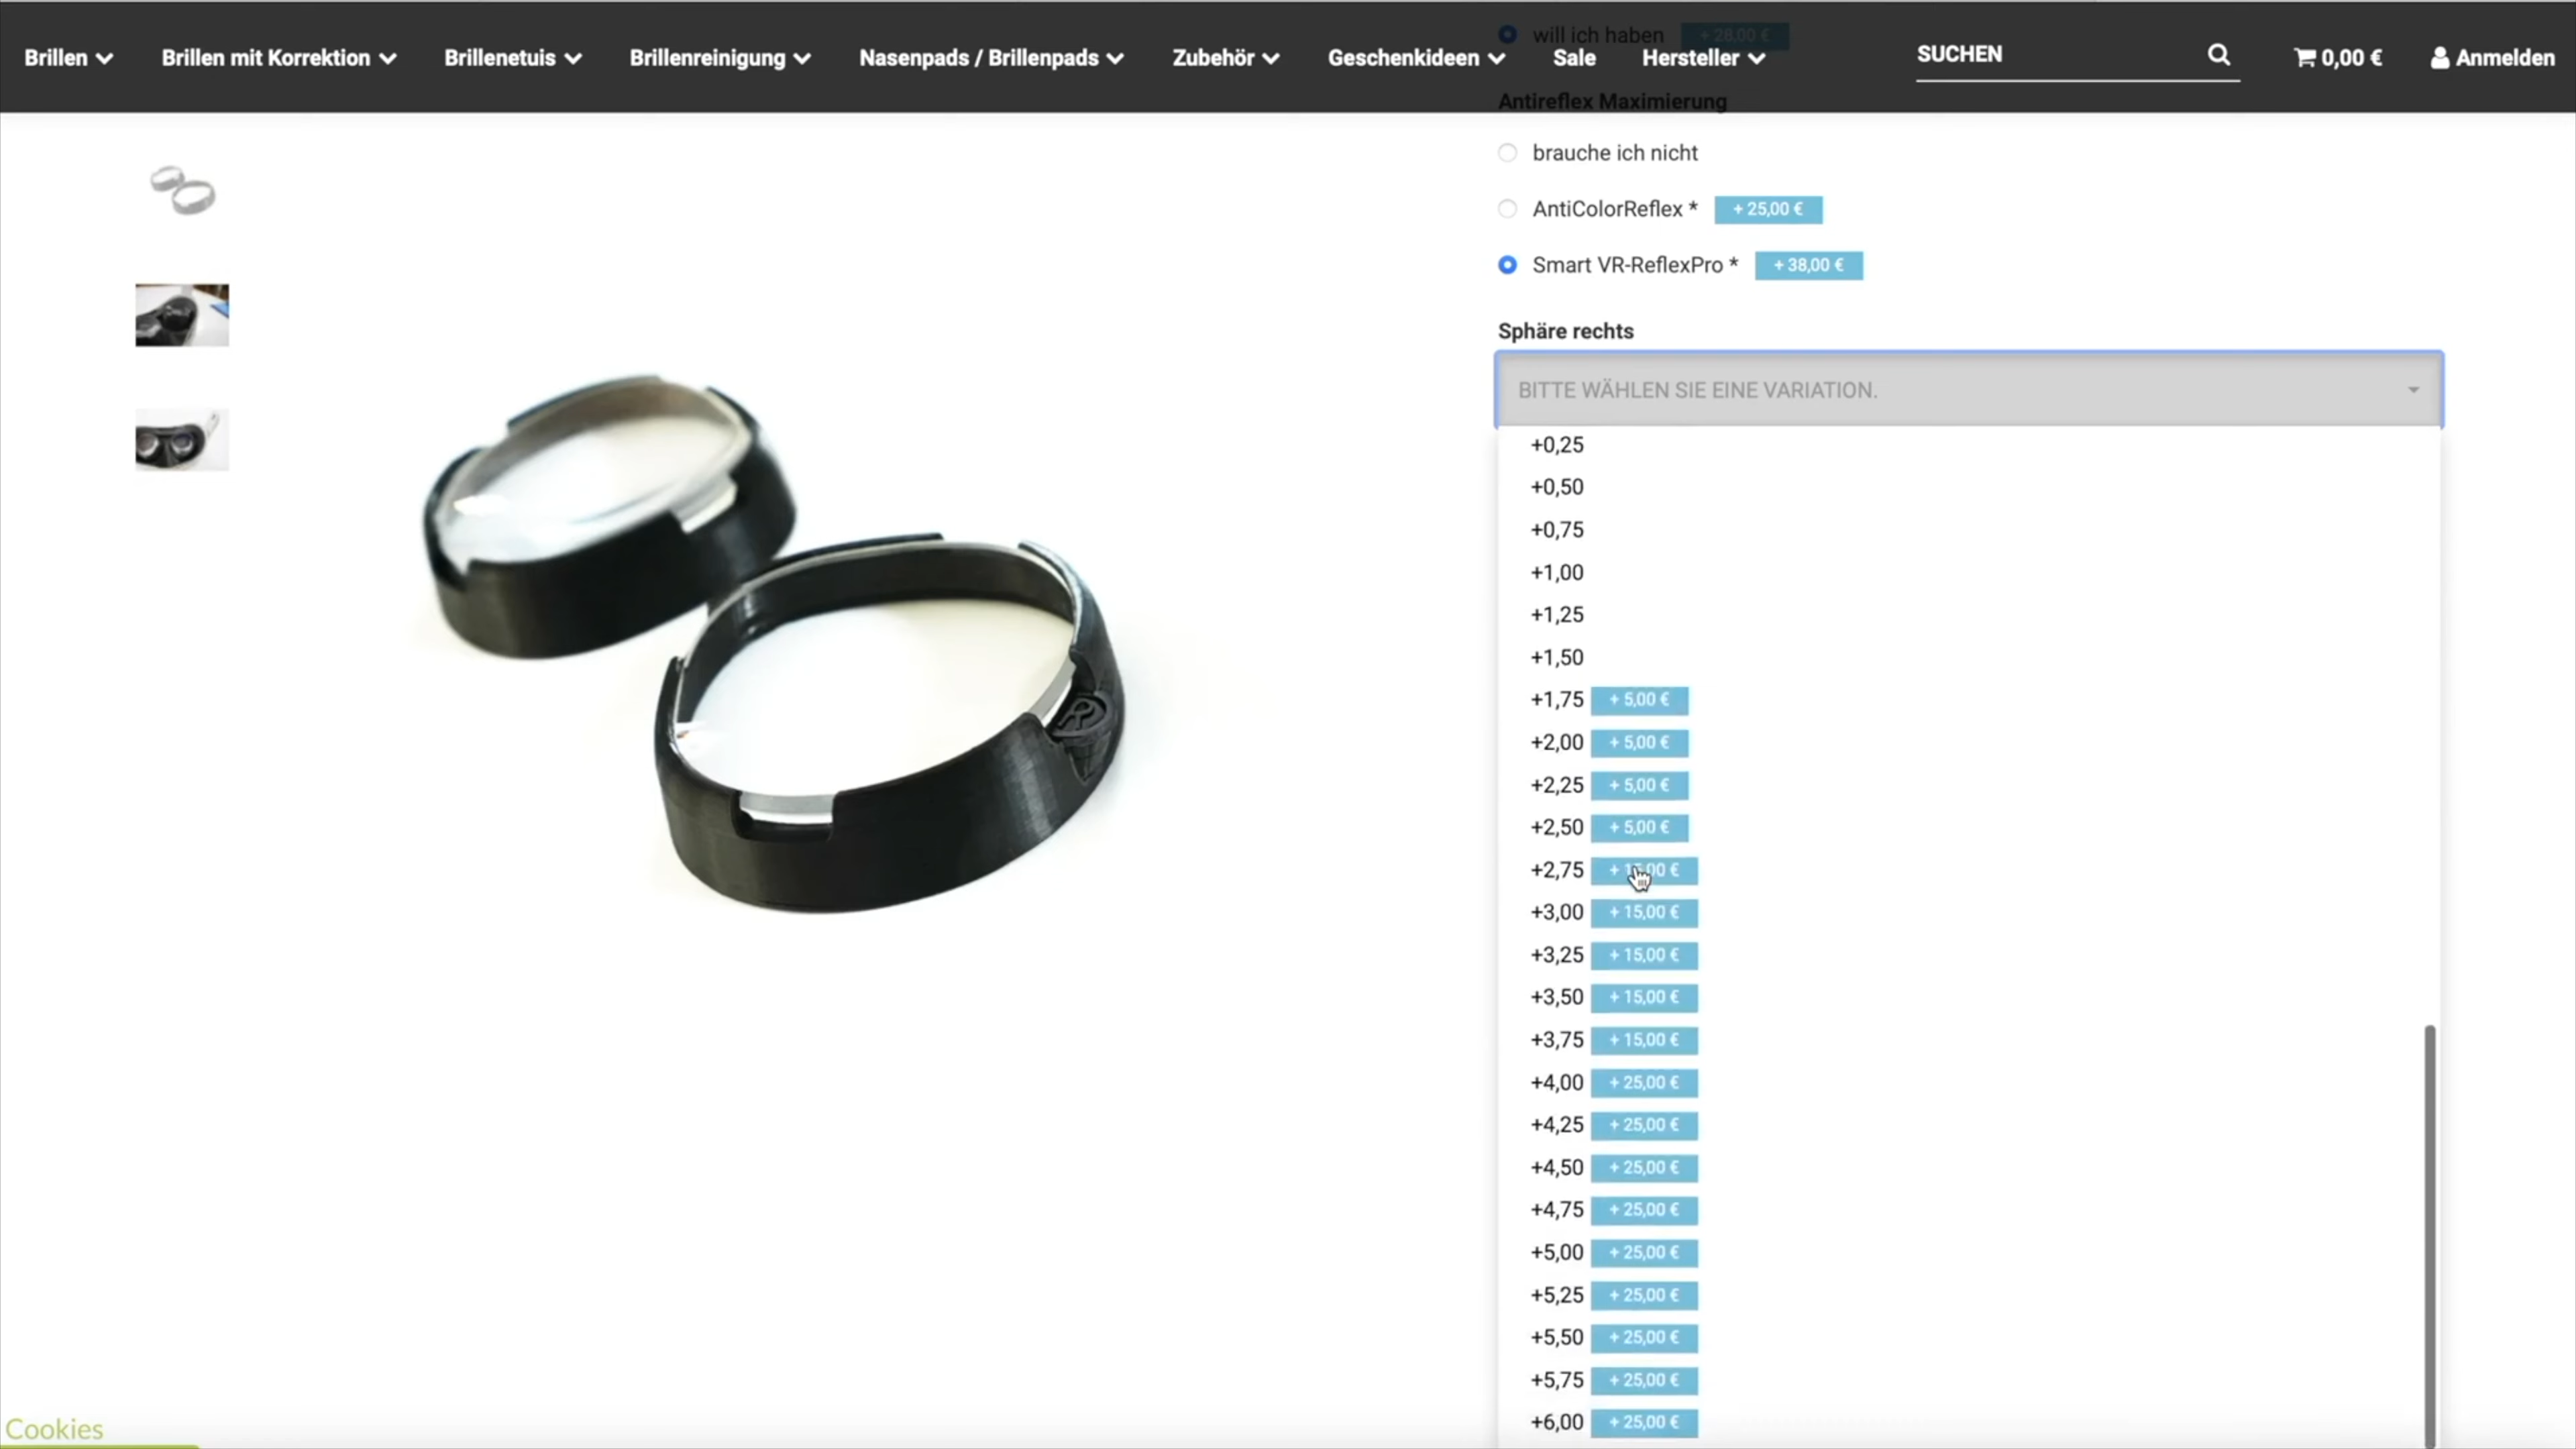 Brillen
Brillen mit Korrektion
Brillenetuis
Brillenreinigung
Nasenpads / Brillenpads
Zubehör
Geschenkideen
Sale
Hersteller
SUCHEN
0,00 €
Anmelden
will ich haben + 28,00 €
Antireflex Maximierung
brauche ich nicht
AntiColorReflex * + 25,00 €
Smart VR-ReflexPro * + 38,00 €
Sphäre rechts
BITTE WÄHLEN SIE EINE VARIATION.
+0,25
+0,50
+0,75
+1,00
+1,25
+1,50
+1,75 + 5,00 €
+2,00 + 5,00 €
+2,25 + 5,00 €
+2,50 + 5,00 €
+2,75 + 15,00 €
+3,00 + 15,00 €
+3,25 + 15,00 €
+3,50 + 15,00 €
+3,75 + 15,00 €
+4,00 + 25,00 €
+4,25 + 25,00 €
+4,50 + 25,00 €
+4,75 + 25,00 €
+5,00 + 25,00 €
+5,25 + 25,00 €
+5,50 + 25,00 €
+5,75 + 25,00 €
+6,00 + 25,00 €
R
Cookies